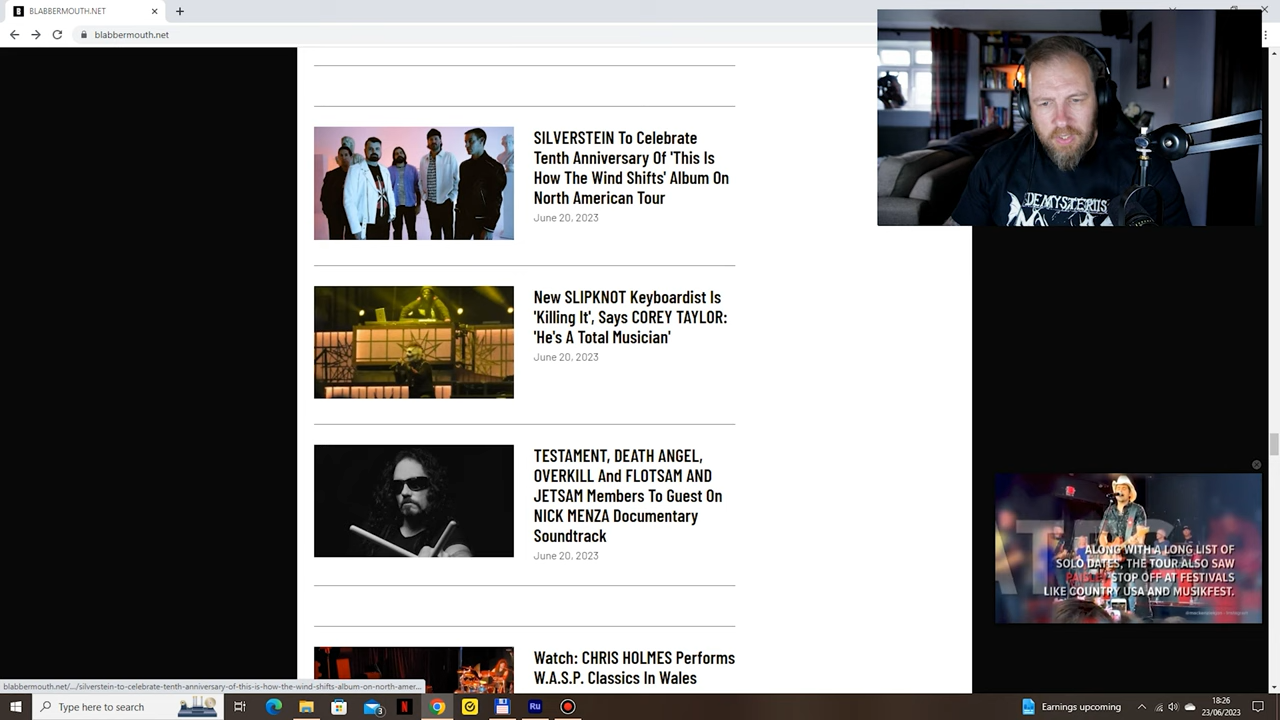 BLABBERMOUTH.NET
blabbermouth.net
SILVERSTEIN To Celebrate
Tenth Anniversary Of 'This Is
How The Wind Shifts' Album On
North American Tour
June 20, 2023
New SLIPKNOT Keyboardist Is
'Killing It', Says COREY TAYLOR:
'He's A Total Musician'
June 20, 2023
TESTAMENT, DEATH ANGEL,
OVERKILL And FLOTSAM AND
JETSAM Members To Guest On
NICK MENZA Documentary
Soundtrack
June 20, 2023
Watch: CHRIS HOLMES Performs
W.A.S.P. Classics In Wales
DEMYSTERIIS
ALONG WITH A LONG LIST OF
SOLO DATES, THE TOUR ALSO SAW
PAISLEY STOP OFF AT FESTIVALS
LIKE COUNTRY USA AND MUSIKFEST.
blabbermouth.net/.../silverstein-to-celebrate-tenth-anniversary-of-this-is-how-the-wind-shifts-album-on-north-amer...
Type here to search
3
N
Ru
Earnings upcoming
18:26
23/06/2023